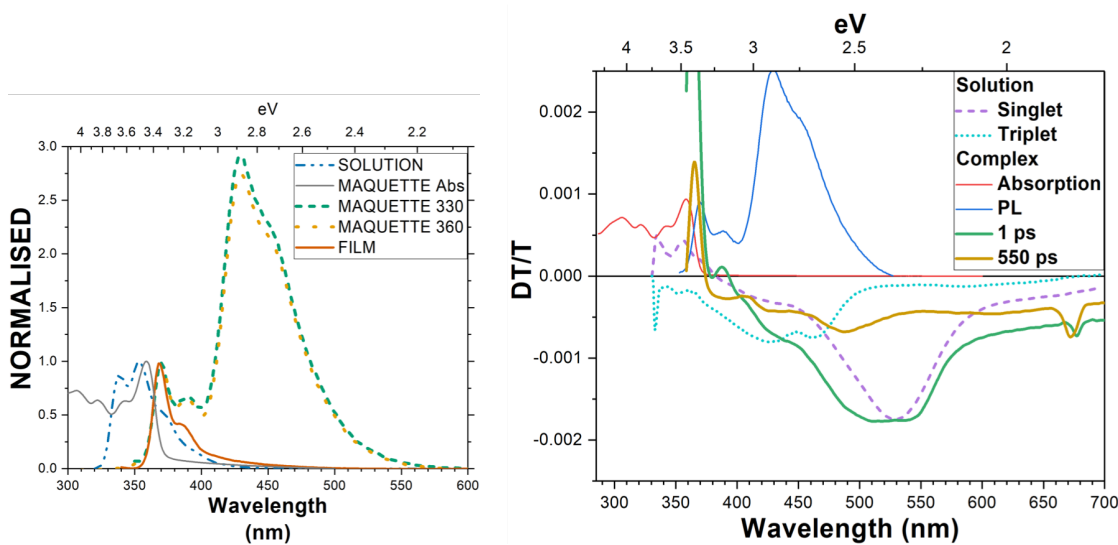 eV
4 3.8 3.6 3.4 3.2 3 2.8 2.6 2.4 2.2
3.0
2.5
2.0
1.5
1.0
0.5
0.0
NORMALISED
SOLUTION
MAQUETTE Abs
MAQUETTE 330
MAQUETTE 360
FILM
300 350 400 450 500 550 600
Wavelength
(nm)
eV
4 3.5 3 2.5 2
0.002
0.001
0.000
-0.001
-0.002
DT/T
Solution
Singlet
Triplet
Complex
Absorption
PL
1 ps
550 ps
300 350 400 450 500 550 600 650 700
Wavelength (nm)